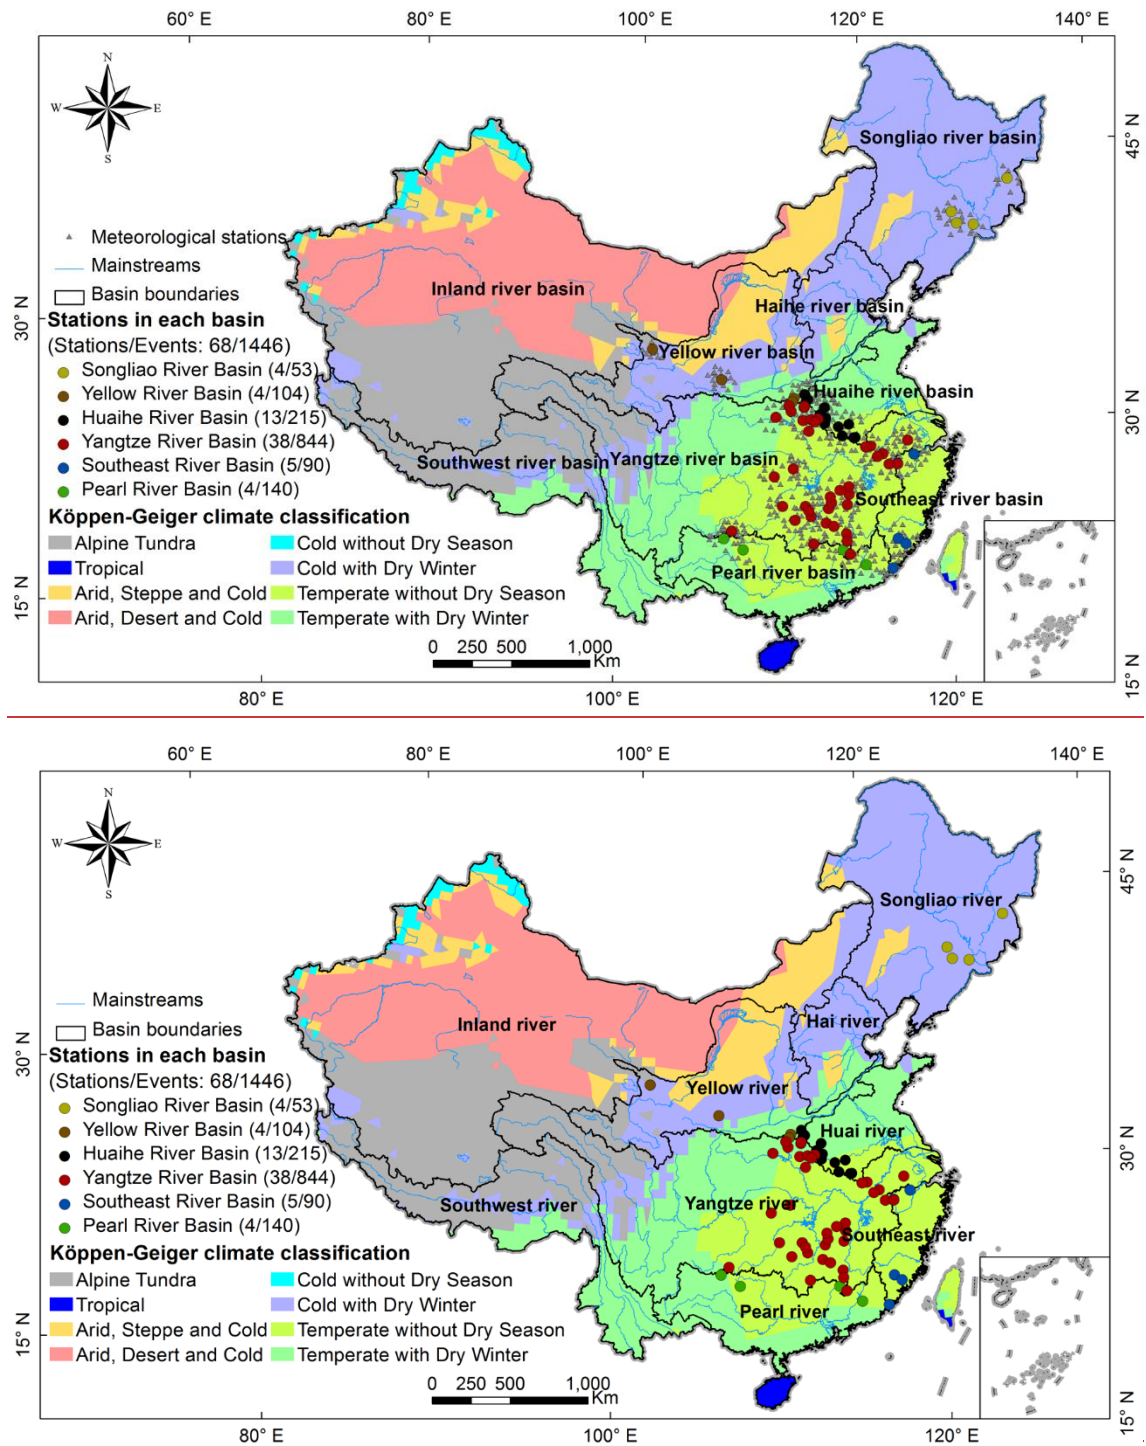 60° E 80° E 100° E 120° E 140° E
N
W E
S
45° N
30° N
15° N
30° N
15° N
Songliao river basin
Inland river basin
Haihe river basin
Yellow river basin
Huaihe river basin
Southwest river basin
Yangtze river basin
Southeast river basin
Pearl river basin
Meteorological stations
Mainstreams
Basin boundaries
Stations in each basin
(Stations/Events: 68/1446)
Songliao River Basin (4/53)
Yellow River Basin (4/104)
Huaihe River Basin (13/215)
Yangtze River Basin (38/844)
Southeast River Basin (5/90)
Pearl River Basin (4/140)
Köppen-Geiger climate classification
Alpine Tundra Cold without Dry Season
Tropical Cold with Dry Winter
Arid, Steppe and Cold Temperate without Dry Season
Arid, Desert and Cold Temperate with Dry Winter
0 250 500 1,000
Km
80° E 100° E 120° E
60° E 80° E 100° E 120° E 140° E
N
W E
S
45° N
30° N
15° N
30° N
15° N
Songliao river
Inland river
Hai river
Yellow river
Huai river
Southwest river
Yangtze river
Southeast river
Pearl river
Mainstreams
Basin boundaries
Stations in each basin
(Stations/Events: 68/1446)
Songliao River Basin (4/53)
Yellow River Basin (4/104)
Huaihe River Basin (13/215)
Yangtze River Basin (38/844)
Southeast River Basin (5/90)
Pearl River Basin (4/140)
Köppen-Geiger climate classification
Alpine Tundra Cold without Dry Season
Tropical Cold with Dry Winter
Arid, Steppe and Cold Temperate without Dry Season
Arid, Desert and Cold Temperate with Dry Winter
0 250 500 1,000
Km
80° E 100° E 120° E